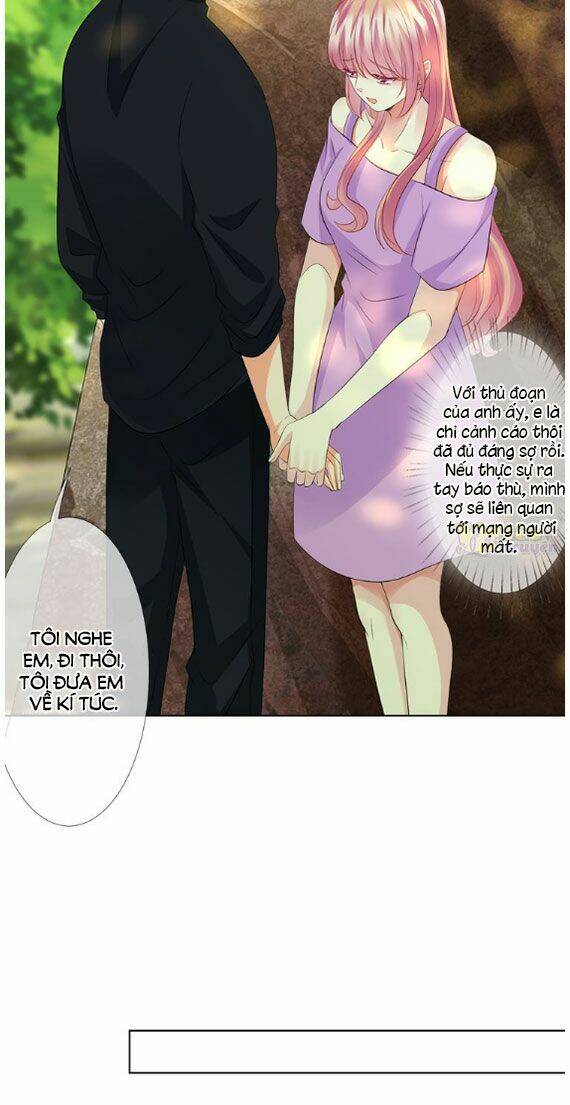 Với thủ đoạn
của anh ấy, e là
chỉ cảnh cáo thôi
đã đủ đáng sợ rồi.
Nếu thực sự ra
tay báo thù, mình
sợ sẽ liên quan
tới mạng người
mất.
TÔI NGHE
EM, ĐI THÔI,
TÔI ĐƯA EM
VỀ KÍ TÚC.